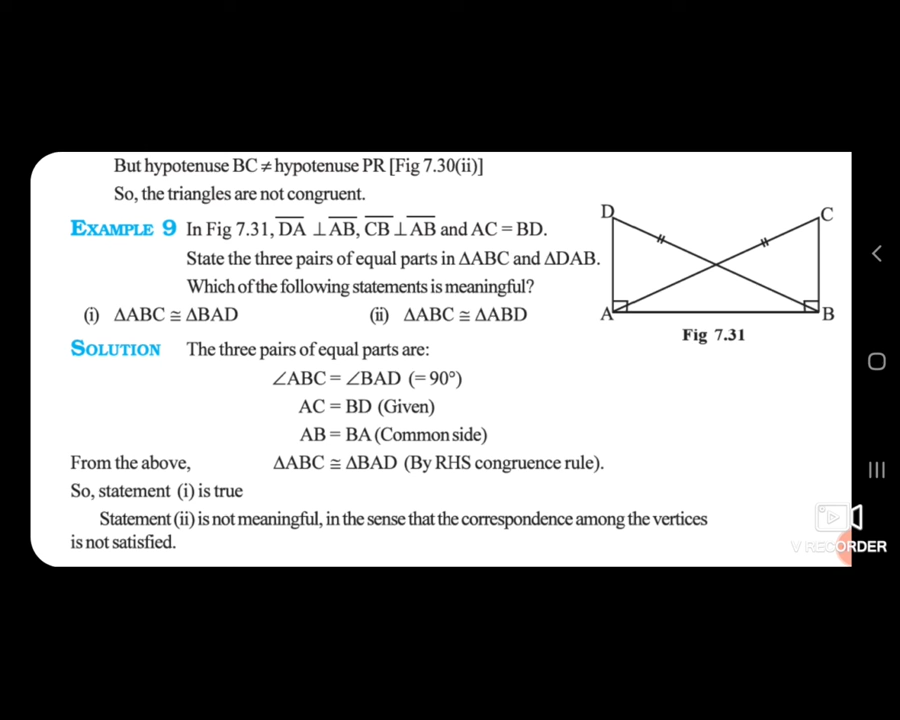 But hypotenuse BC ≠ hypotenuse PR [Fig 7.30(ii)]
So, the triangles are not congruent.
EXAMPLE 9 In Fig 7.31, DA ⊥ AB, CB ⊥ AB and AC = BD.
State the three pairs of equal parts in ΔABC and ΔDAB.
Which of the following statements is meaningful?
(i) ΔABC ≅ ΔBAD (ii) ΔABC ≅ ΔABD
D
C
A
B
Fig 7.31
SOLUTION The three pairs of equal parts are:
∠ABC = ∠BAD (= 90°)
AC = BD (Given)
AB = BA (Common side)
From the above, ΔABC ≅ ΔBAD (By RHS congruence rule).
So, statement (i) is true
Statement (ii) is not meaningful, in the sense that the correspondence among the vertices
is not satisfied.
V RECORDER